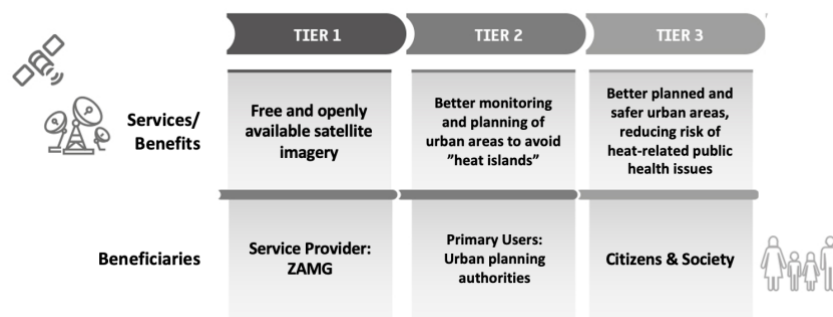 TIER 1
TIER 2
TIER 3
Services/
Benefits
Free and openly
available satellite
imagery
Better monitoring
and planning of
urban areas to avoid
”heat islands”
Better planned and
safer urban areas,
reducing risk of
heat-related public
health issues
Beneficiaries
Service Provider:
ZAMG
Primary Users:
Urban planning
authorities
Citizens & Society